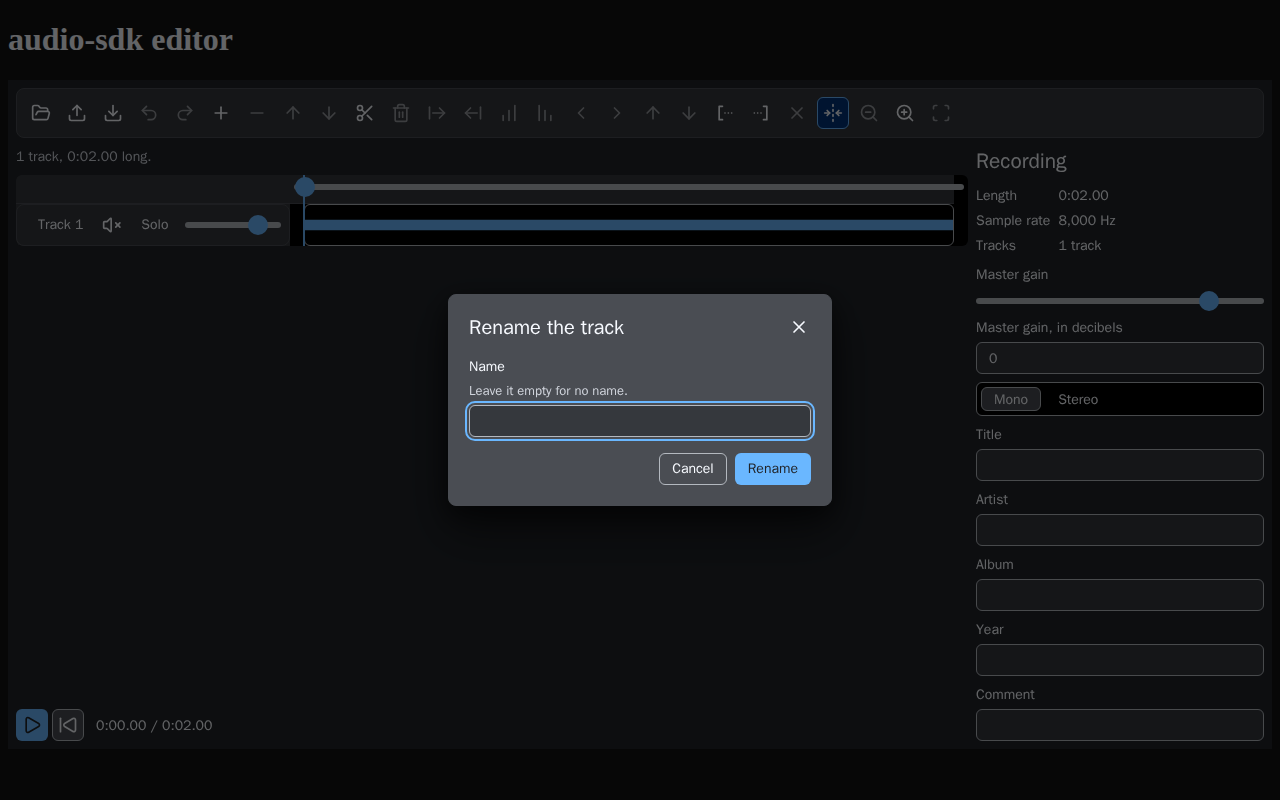 audio-sdk editor
1 track, 0:02.00 long.
Track 1
Solo
Recording
Length 0:02.00
Sample rate 8,000 Hz
Tracks 1 track
Master gain
Master gain, in decibels
0
Mono Stereo
Title
Artist
Album
Year
Comment
Rename the track
Name
Leave it empty for no name.
Cancel Rename
0:00.00 / 0:02.00